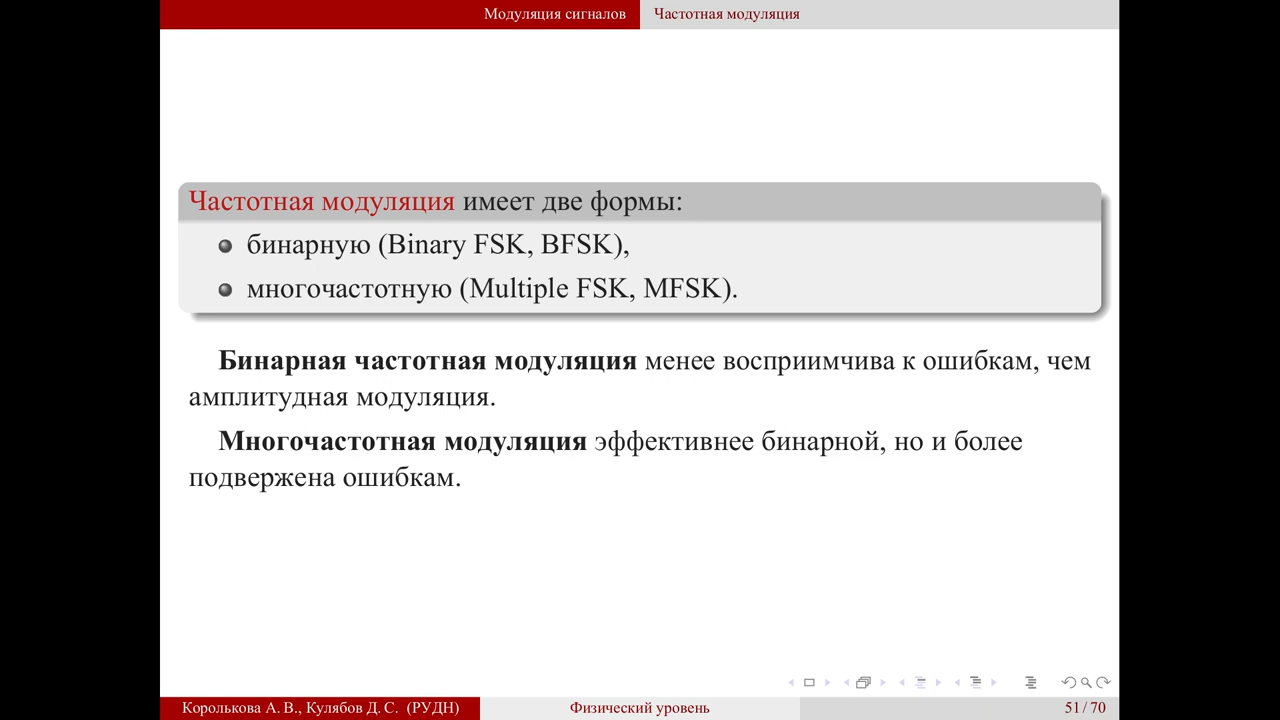 Модуляция сигналов Частотная модуляция
Частотная модуляция имеет две формы:
бинарную (Binary FSK, BFSK),
многочастотную (Multiple FSK, MFSK).
Бинарная частотная модуляция менее восприимчива к ошибкам, чем
амплитудная модуляция.
Многочастотная модуляция эффективнее бинарной, но и более
подвержена ошибкам.
Королькова А. В., Кулябов Д. С. (РУДН) Физический уровень 51 / 70